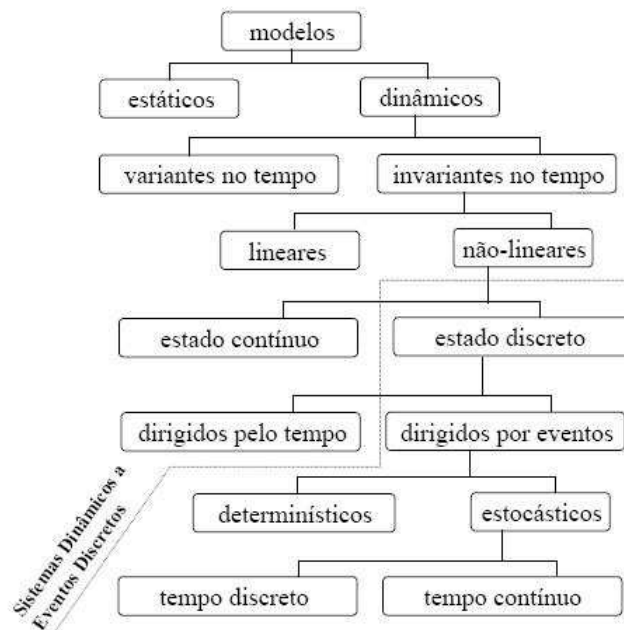 modelos
estáticos
dinâmicos
variantes no tempo
invariantes no tempo
lineares
não-lineares
estado contínuo
estado discreto
dirigidos pelo tempo
dirigidos por eventos
Sistemas Dinâmicos a
Eventos Discretos
determinísticos
estocásticos
tempo discreto
tempo contínuo